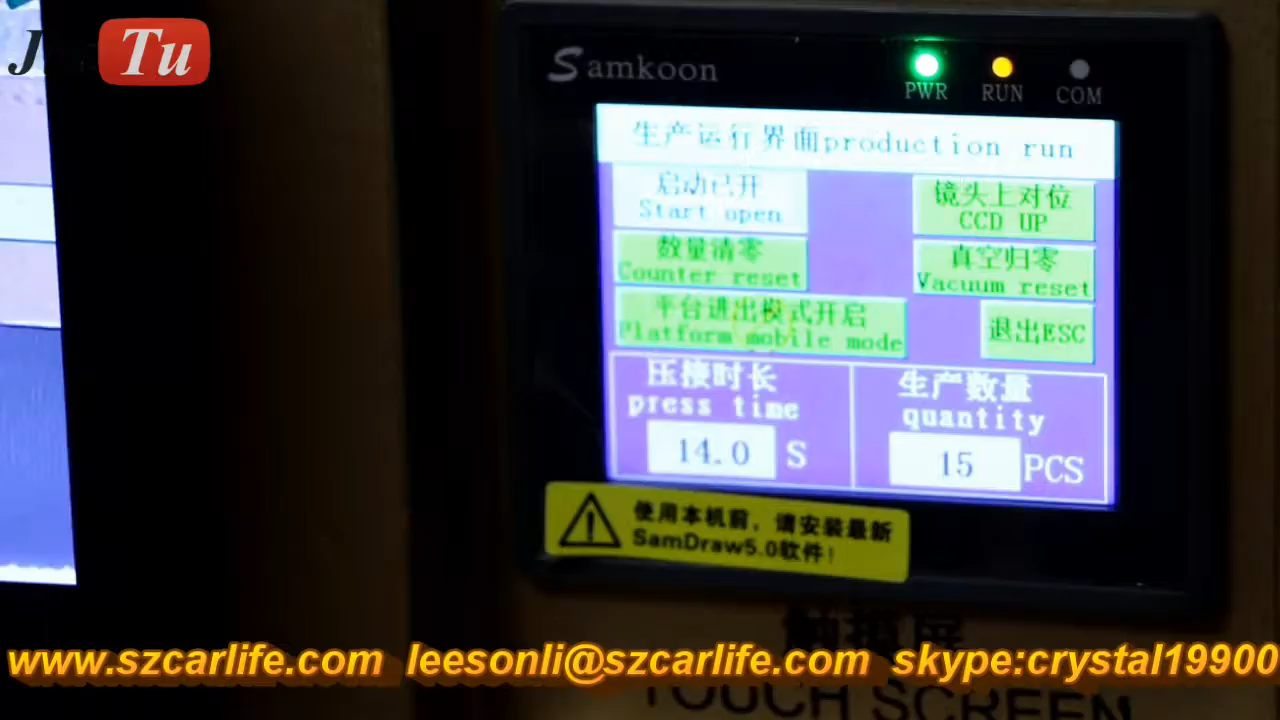 Tu
Samkoon
PWR RUN COM
生产运行界面production run
启动已开
Start open
镜头上对位
CCD UP
数量清零
Counter reset
真空归零
Vacuum reset
平台进出模式开启
Platform mobile mode
退出ESC
压接时长
press time
14.0 S
生产数量
quantity
15 PCS
使用本机前，请安装最新
SamDraw5.0软件！
触摸屏
TOUCH SCREEN
www.szcarlife.com leesonli@szcarlife.com skype:crystal19900